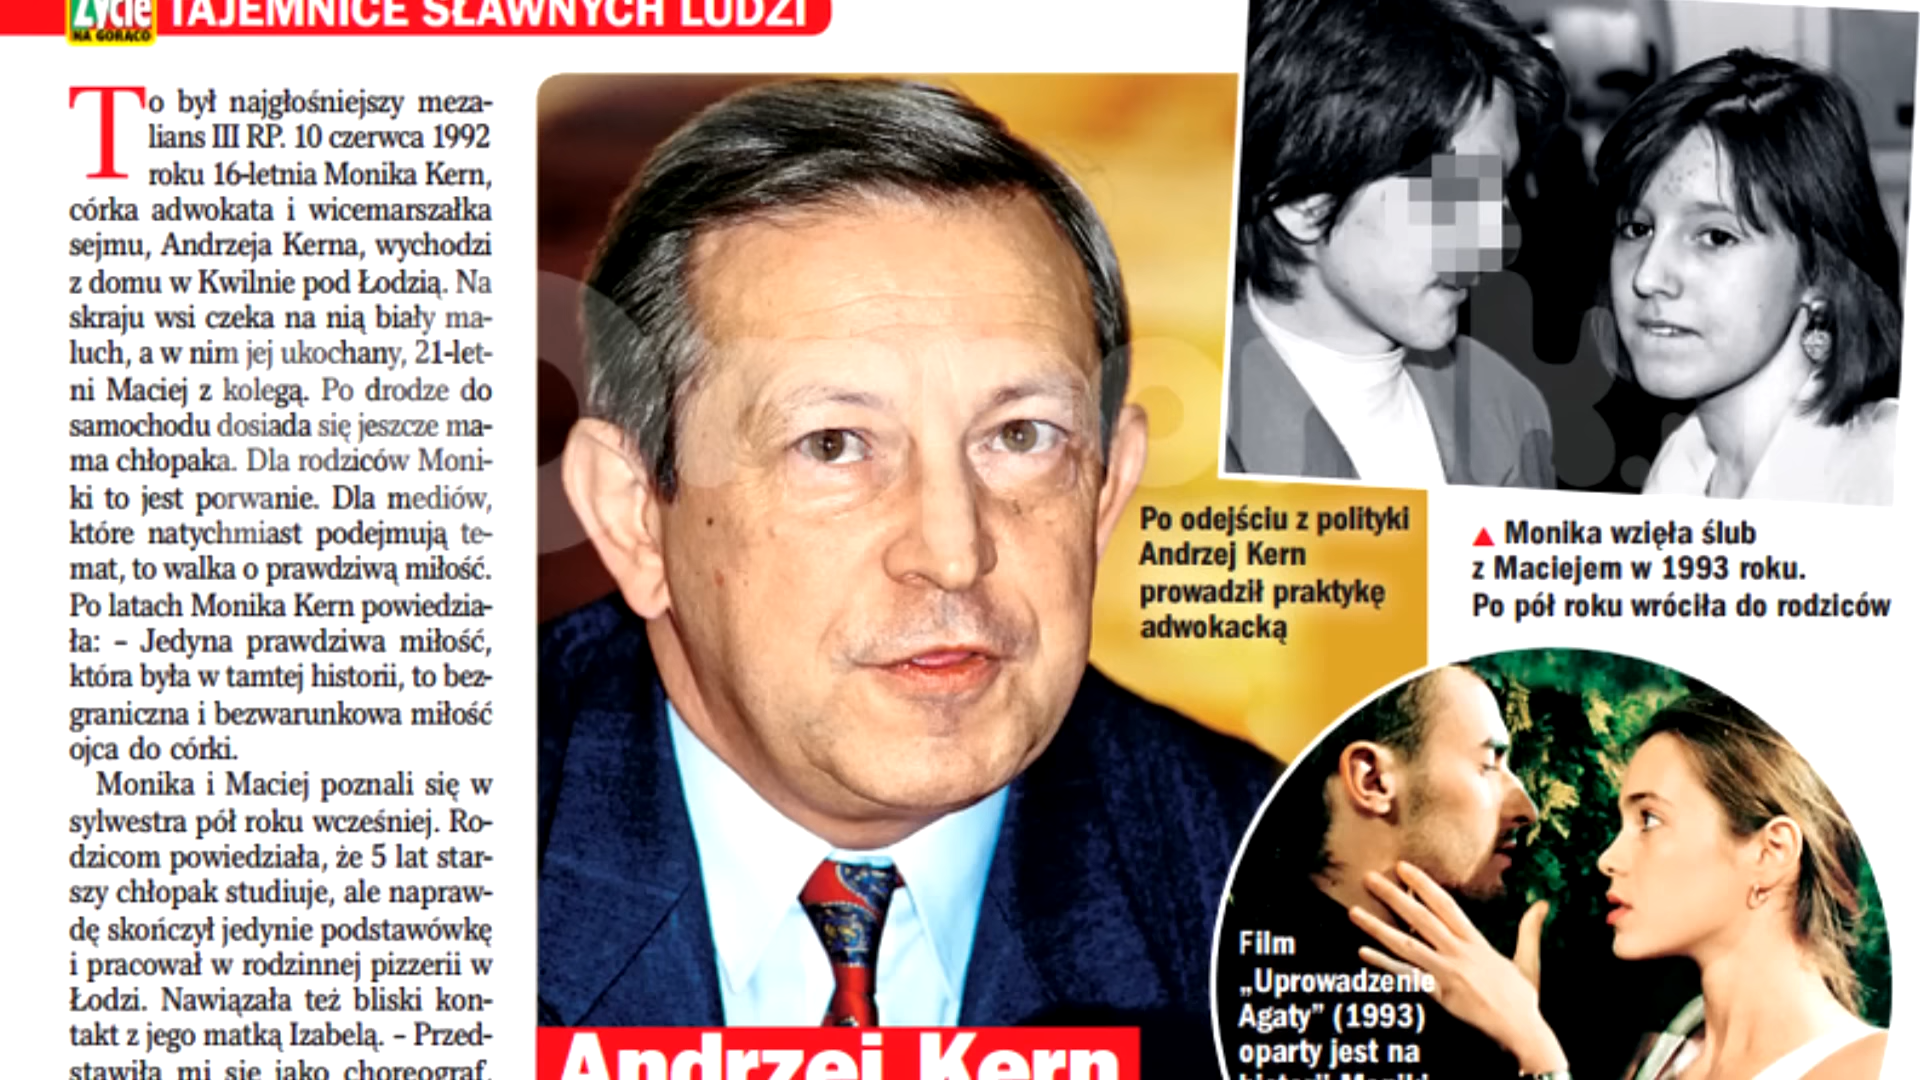 Życie
NA GORĄCO
TAJEMNICE SŁAWNYCH LUDZI
To był najgłośniejszy meza-
lians III RP. 10 czerwca 1992
roku 16-letnia Monika Kern,
córka adwokata i wicemarszałka
sejmu, Andrzeja Kerna, wychodzi
z domu w Kwilnie pod Łodzią. Na
skraju wsi czeka na nią biały ma-
luch, a w nim jej ukochany, 21-let-
ni Maciej z kolegą. Po drodze do
samochodu dosiada się jeszcze ma-
ma chłopaka. Dla rodziców Moni-
ki to jest porwanie. Dla mediów,
które natychmiast podejmują te-
mat, to walka o prawdziwą miłość.
Po latach Monika Kern powiedzia-
ła: – Jedyna prawdziwa miłość,
która była w tamtej historii, to bez-
graniczna i bezwarunkowa miłość
ojca do córki.
Monika i Maciej poznali się w
sylwestra pół roku wcześniej. Ro-
dzicom powiedziała, że 5 lat star-
szy chłopak studiuje, ale napraw-
dę skończył jedynie podstawówkę
i pracował w rodzinnej pizzerii w
Łodzi. Nawiązała też bliski kon-
takt z jego matką Izabelą. – Przed-
stawiła mi się jako choreograf,
Po odejściu z polityki
Andrzej Kern
prowadził praktykę
adwokacką
▲ Monika wzięła ślub
z Maciejem w 1993 roku.
Po pół roku wróciła do rodziców
Film
„Uprowadzenie
Agaty” (1993)
oparty jest na
historii Moniki
Andrzej Kern